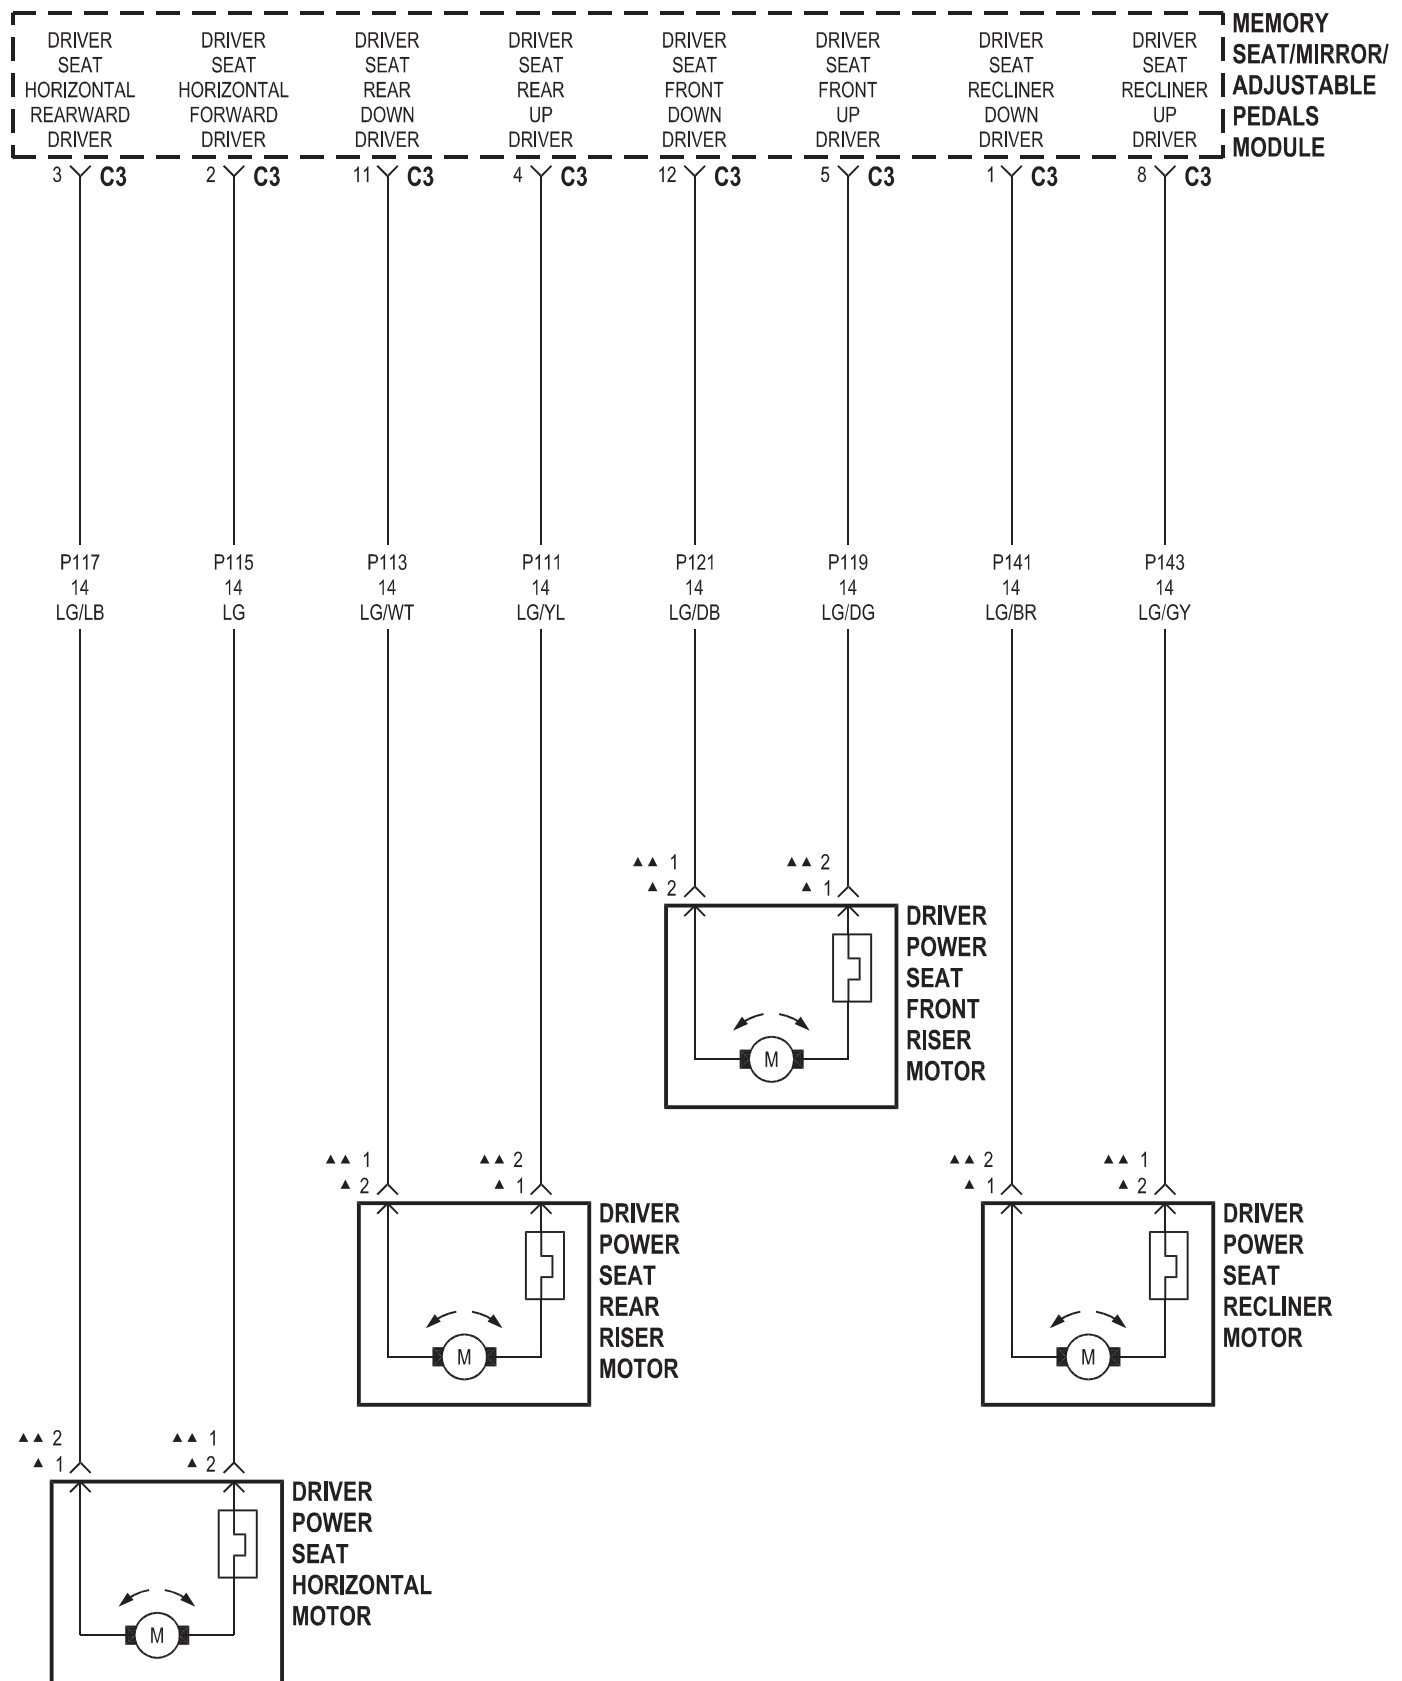 DRIVER
SEAT
HORIZONTAL
REARWARD
DRIVER
DRIVER
SEAT
HORIZONTAL
FORWARD
DRIVER
DRIVER
SEAT
REAR
DOWN
DRIVER
DRIVER
SEAT
REAR
UP
DRIVER
DRIVER
SEAT
FRONT
DOWN
DRIVER
DRIVER
SEAT
FRONT
UP
DRIVER
DRIVER
SEAT
RECLINER
DOWN
DRIVER
DRIVER
SEAT
RECLINER
UP
DRIVER
MEMORY
SEAT/MIRROR/
ADJUSTABLE
PEDALS
MODULE
3 C3
2 C3
11 C3
4 C3
12 C3
5 C3
1 C3
8 C3
P117
14
LG/LB
P115
14
LG
P113
14
LG/WT
P111
14
LG/YL
P121
14
LG/DB
P119
14
LG/DG
P141
14
LG/BR
P143
14
LG/GY
▲▲ 1
▲ 2
▲▲ 2
▲ 1
DRIVER
POWER
SEAT
FRONT
RISER
MOTOR
M
▲▲ 1
▲ 2
▲▲ 2
▲ 1
DRIVER
POWER
SEAT
REAR
RISER
MOTOR
M
▲▲ 2
▲ 1
▲▲ 1
▲ 2
DRIVER
POWER
SEAT
RECLINER
MOTOR
M
▲▲ 2
▲ 1
▲▲ 1
▲ 2
DRIVER
POWER
SEAT
HORIZONTAL
MOTOR
M